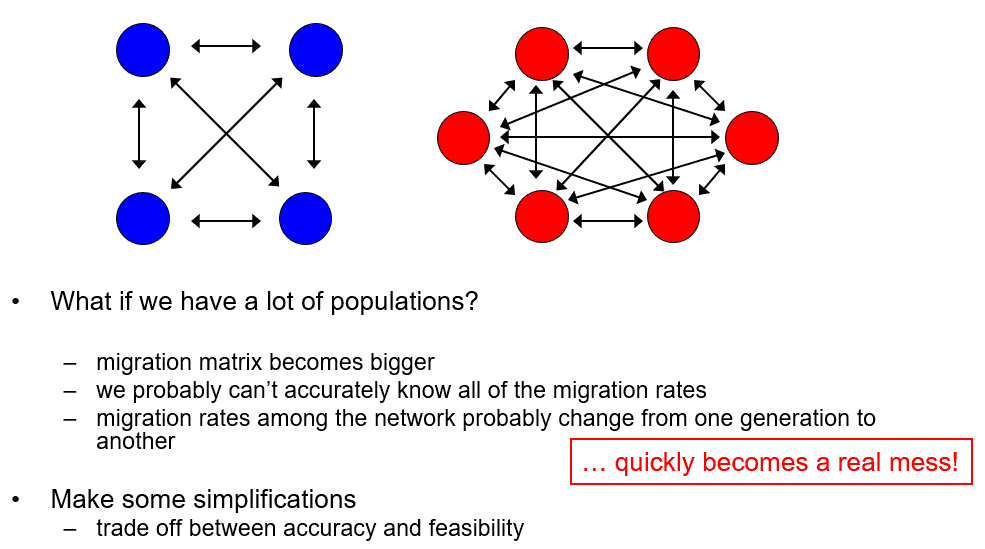 • What if we have a lot of populations?
– migration matrix becomes bigger
– we probably can’t accurately know all of the migration rates
– migration rates among the network probably change from one generation to
another
… quickly becomes a real mess!
• Make some simplifications
– trade off between accuracy and feasibility